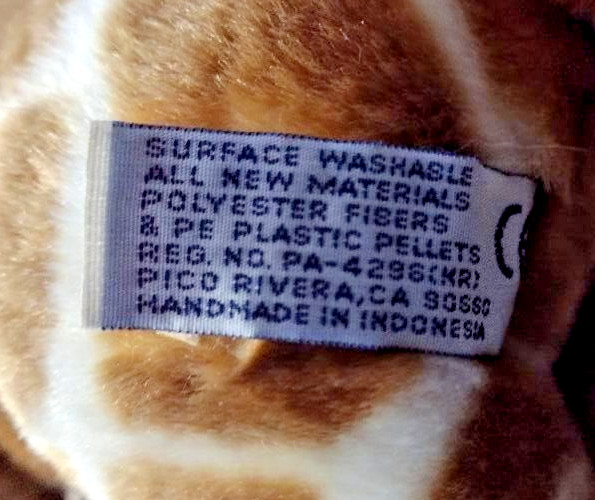 SURFACE WASHABLE
ALL NEW MATERIALS
POLYESTER FIBERS
& PE PLASTIC PELLETS
REG. NO. PA-4296(KR)
PICO RIVERA, CA 90660
HANDMADE IN INDONESIA